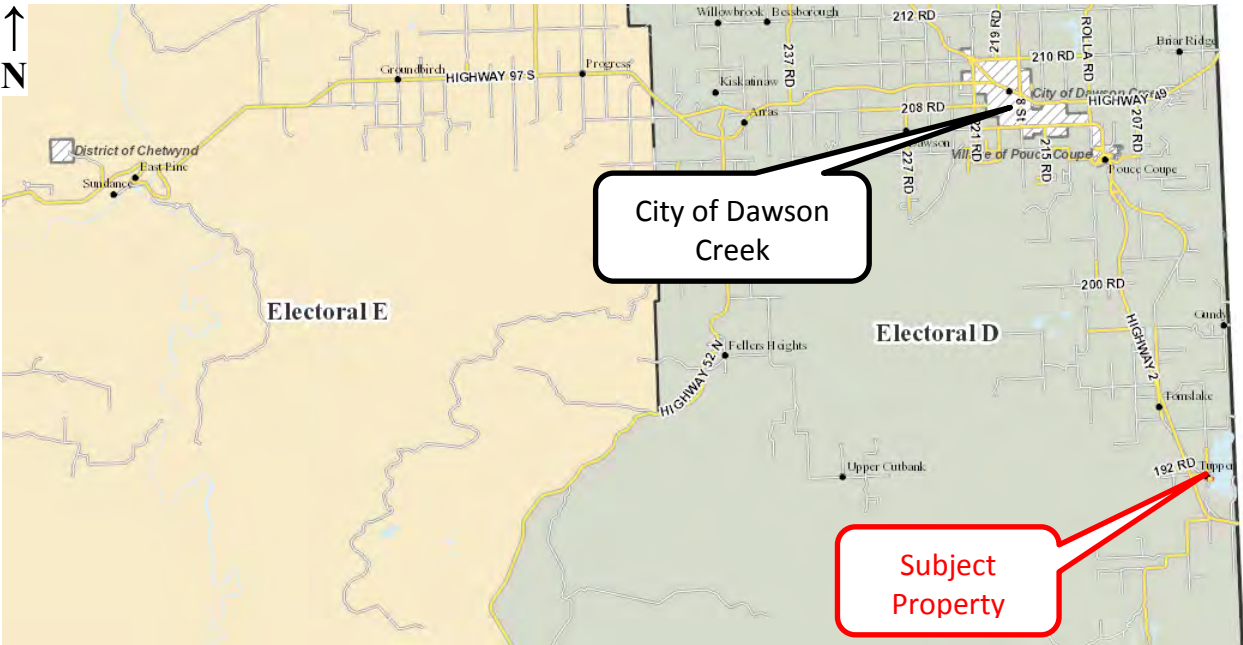 ↑
N
Willowbrook
Bessborough
212 RD
219 RD
ROLLA RD
237 RD
210 RD
Briar Ridge
Groundbirch
HIGHWAY 97 S
Progress
Kiskatinaw
City of Dawson Creek
HIGHWAY 49
208 RD
8 ST
Arras
221 RD
207 RD
District of Chetwynd
Dawson
Village of Pouce Coupe
215 RD
East Pine
227 RD
Pouce Coupe
Sundance
City of Dawson
Creek
200 RD
Electoral E
Gundy
Electoral D
HIGHWAY 2
Fellers Heights
HIGHWAY 52 N
Tomslake
Upper Cutbank
192 RD
Tupper
Subject
Property